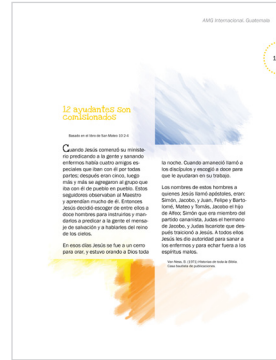 AMG Internacional, Guatemala
1
12 ayudantes son
comisionados
Basado en el libro de San Mateo 10:2-4
Cuando Jesús comenzó su ministe-
rio predicando a la gente y sanando
enfermos había cuatro amigos es-
peciales que iban con él por todas
partes; después eran cinco, luego
más y más se agregaron al grupo que
iba con él de pueblo en pueblo. Estos
seguidores observaban al Maestro
y aprendían mucho de él. Entonces
Jesús decidió escoger de entre ellos a
doce hombres para instruirlos y man-
darlos a predicar a la gente el mensa-
je de salvación y a hablarles del reino
de los cielos.
En esos días Jesús se fue a un cerro
para orar, y estuvo orando a Dios toda
la noche. Cuando amaneció llamó a
los discípulos y escogió a doce para
que le ayudaran en su trabajo.
Los nombres de estos hombres a
quienes Jesús llamó apóstoles, eran:
Simón, Jacobo, y Juan, Felipe y Barto-
lomé, Mateo y Tomás, Jacobo el hijo
de Alfeo; Simón que era miembro del
partido cananista, Judas el hermano
de Jacobo, y Judas Iscariote que des-
pués traicionó a Jesús. A todos ellos
Jesús les dio autoridad para sanar a
los enfermos y para echar fuera a los
espíritus malos.
Casa bautista de publicaciones.